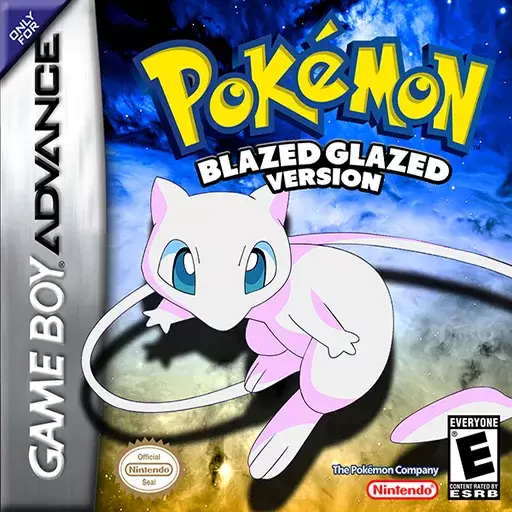 ONLY
FOR
GAME BOY ADVANCE
POKéMON
BLAZED GLAZED
VERSION
Official
Nintendo
Seal
The Pokémon Company
Nintendo
EVERYONE
E
CONTENT RATED BY
ESRB